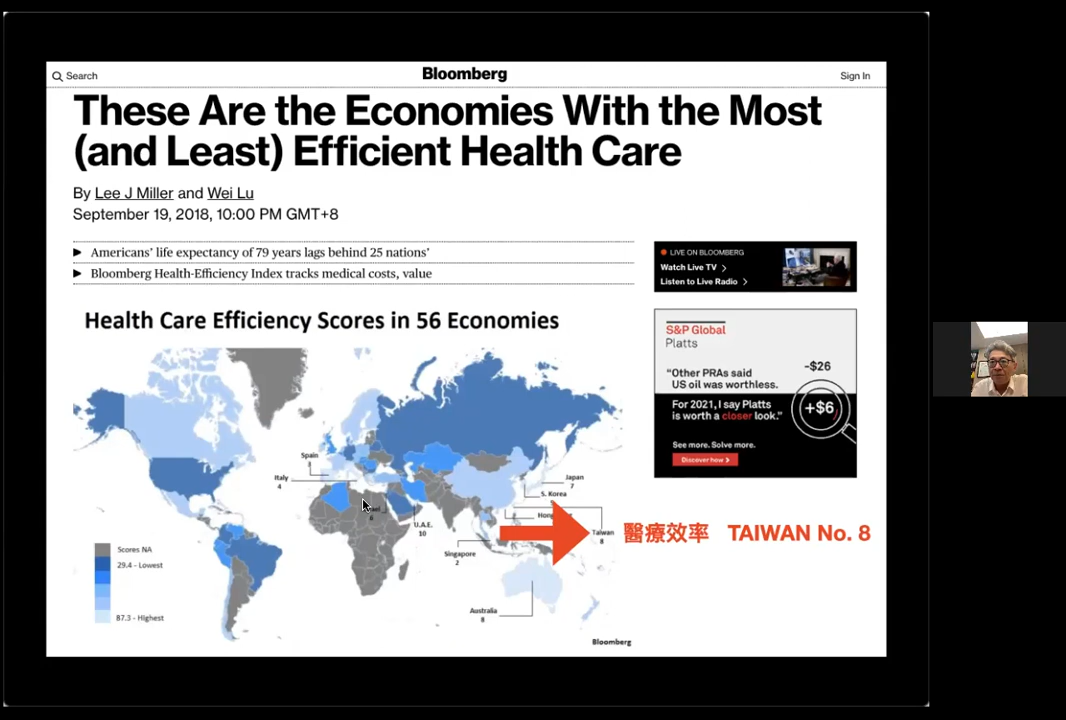 Search
Bloomberg
Sign In
These Are the Economies With the Most
(and Least) Efficient Health Care
By Lee J Miller and Wei Lu
September 19, 2018, 10:00 PM GMT+8
▶ Americans' life expectancy of 79 years lags behind 25 nations'
▶ Bloomberg Health-Efficiency Index tracks medical costs, value
LIVE ON BLOOMBERG
Watch Live TV >
Listen to Live Radio >
Health Care Efficiency Scores in 56 Economies
S&P Global
Platts
"Other PRAs said
US oil was worthless.
-$26
For 2021, I say Platts
is worth a closer look."
+$6
See more. Solve more.
Discover how >
Spain
3
Italy
4
6
U.A.E.
10
Singapore
2
Japan
7
S. Korea
Taiwan
8
Australia
8
醫療效率 TAIWAN No. 8
Scores NA
29.4 - Lowest
87.3 - Highest
Bloomberg